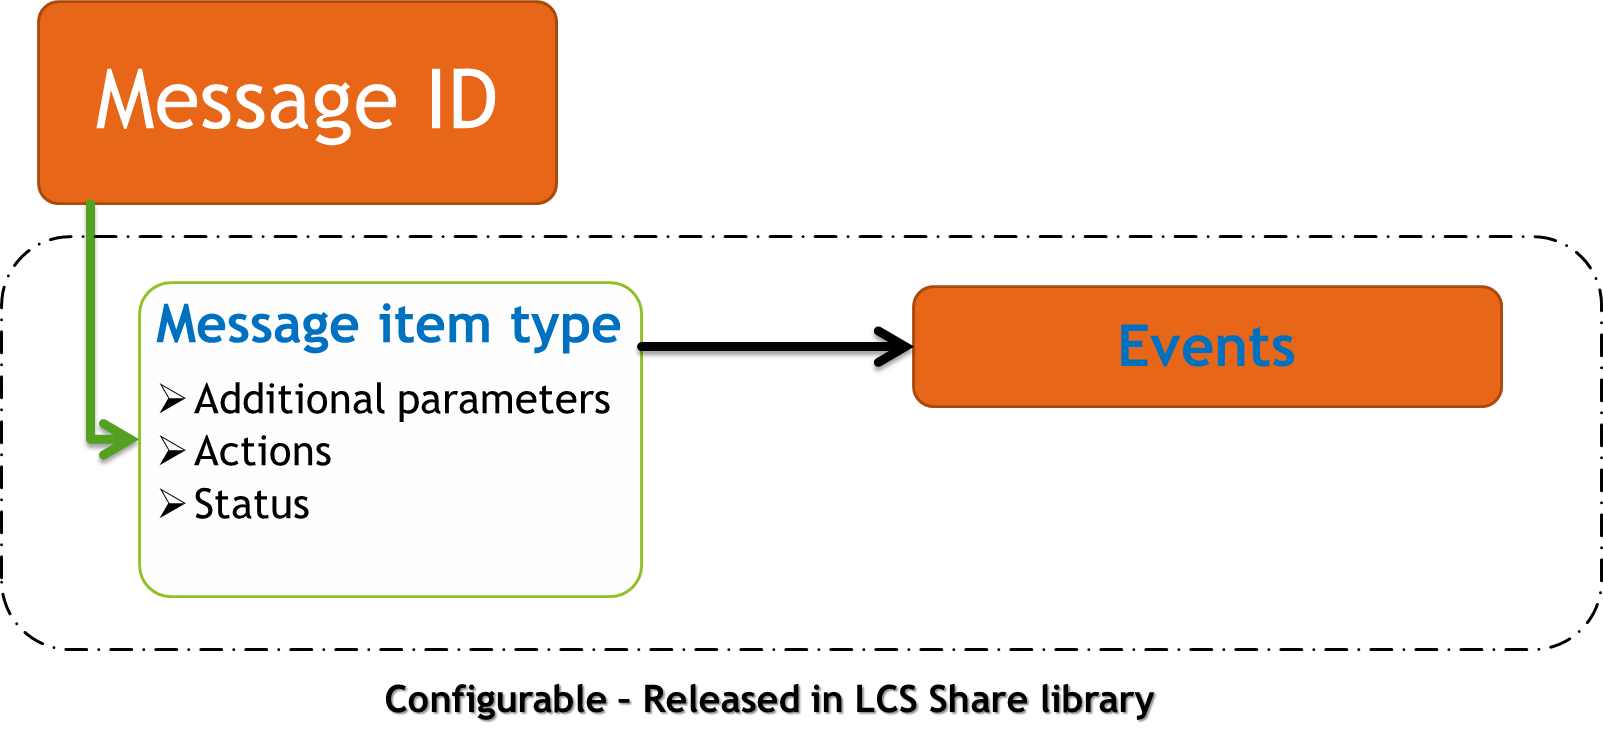 Message ID
Message item type
Events
Additional parameters
Actions
Status
Configurable – Released in LCS Share library